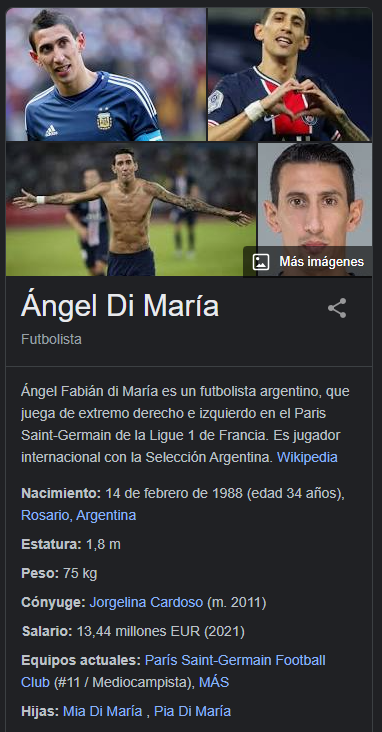 Más imágenes
Ángel Di María
Futbolista
Ángel Fabián di María es un futbolista argentino, que
juega de extremo derecho e izquierdo en el Paris
Saint-Germain de la Ligue 1 de Francia. Es jugador
internacional con la Selección Argentina. Wikipedia
Nacimiento: 14 de febrero de 1988 (edad 34 años),
Rosario, Argentina
Estatura: 1,8 m
Peso: 75 kg
Cónyuge: Jorgelina Cardoso (m. 2011)
Salario: 13,44 millones EUR (2021)
Equipos actuales: París Saint-Germain Football
Club (#11 / Mediocampista), MÁS
Hijas: Mia Di María , Pia Di María